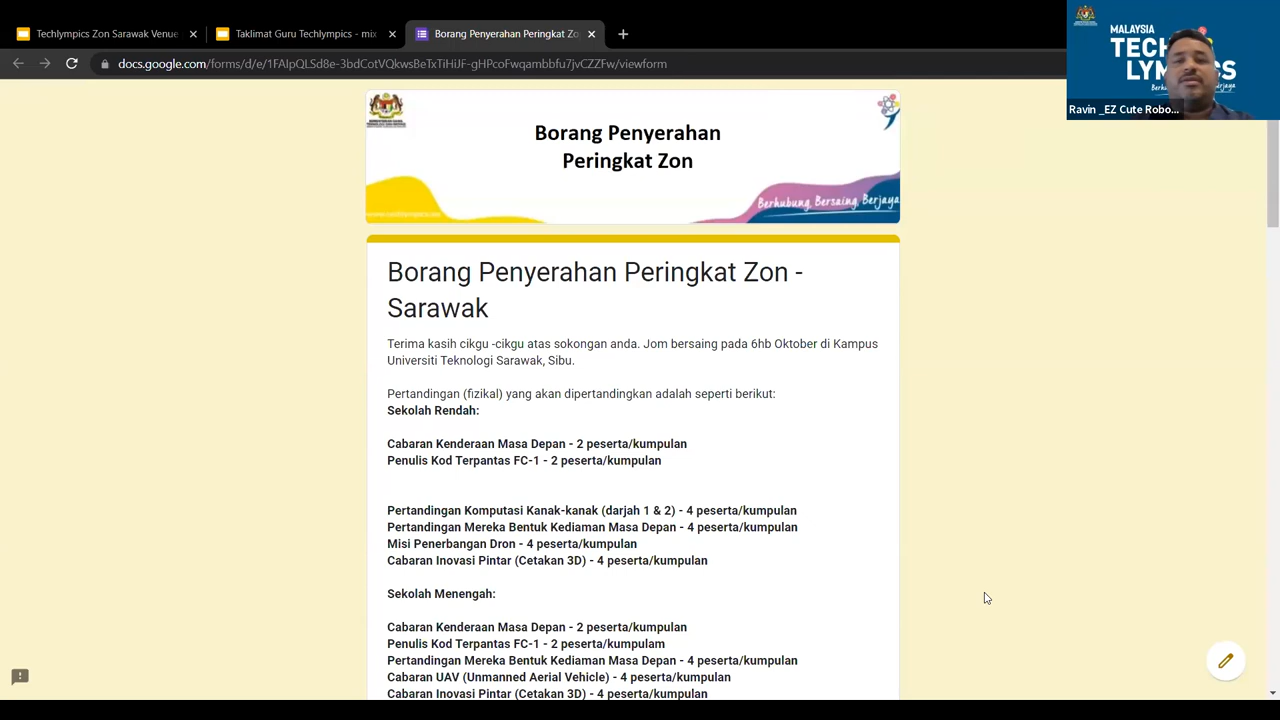 Techlympics Zon Sarawak Venue
Taklimat Guru Techlympics - mix
Borang Penyerahan Peringkat Zo
docs.google.com/forms/d/e/1FAIpQLSd8e-3bdCotVQkwsBeTxTiHiJF-gHPcoFwqambbfu7jvCZZFw/viewform
MALAYSIA
TECH
LYMPICS
Ravin _EZ Cute Robo...
Borang Penyerahan
Peringkat Zon
Berhubung, Bersaing, Berjaya
Borang Penyerahan Peringkat Zon -
Sarawak
Terima kasih cikgu -cikgu atas sokongan anda. Jom bersaing pada 6hb Oktober di Kampus
Universiti Teknologi Sarawak, Sibu.
Pertandingan (fizikal) yang akan dipertandingkan adalah seperti berikut:
Sekolah Rendah:
Cabaran Kenderaan Masa Depan - 2 peserta/kumpulan
Penulis Kod Terpantas FC-1 - 2 peserta/kumpulan
Pertandingan Komputasi Kanak-kanak (darjah 1 & 2) - 4 peserta/kumpulan
Pertandingan Mereka Bentuk Kediaman Masa Depan - 4 peserta/kumpulan
Misi Penerbangan Dron - 4 peserta/kumpulan
Cabaran Inovasi Pintar (Cetakan 3D) - 4 peserta/kumpulan
Sekolah Menengah:
Cabaran Kenderaan Masa Depan - 2 peserta/kumpulan
Penulis Kod Terpantas FC-1 - 2 peserta/kumpulam
Pertandingan Mereka Bentuk Kediaman Masa Depan - 4 peserta/kumpulan
Cabaran UAV (Unmanned Aerial Vehicle) - 4 peserta/kumpulan
Cabaran Inovasi Pintar (Cetakan 3D) - 4 peserta/kumpulan